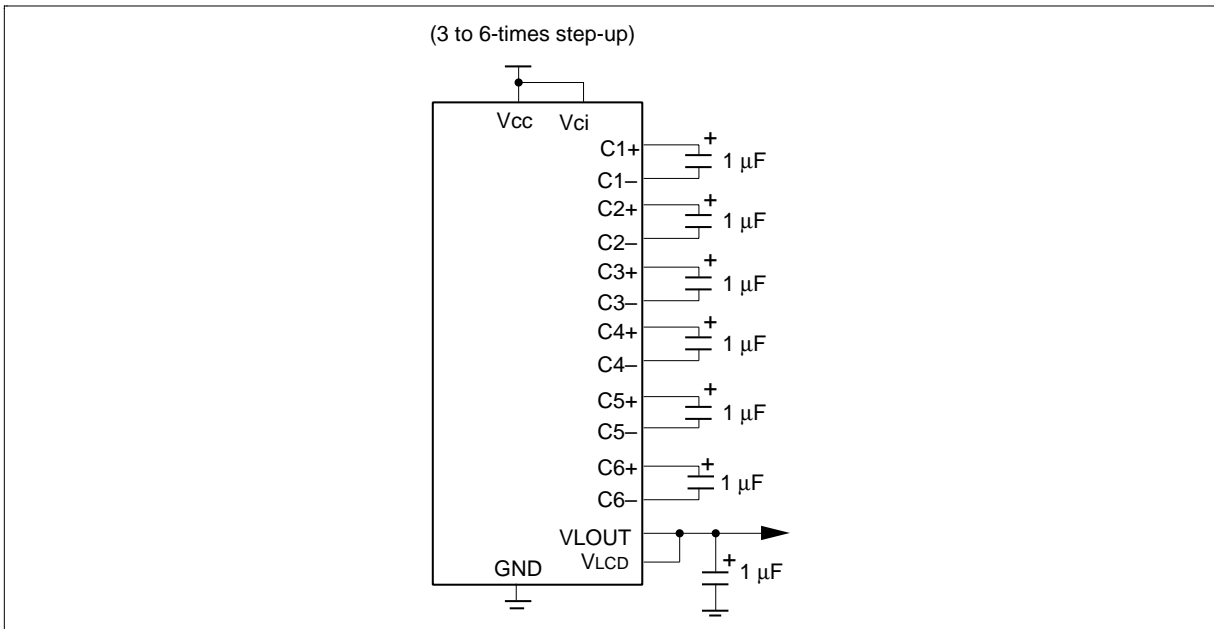 (3 to 6-times step-up)
Vcc Vci
C1+
+
1 μF
C1–
C2+
+
1 μF
C2–
C3+
+
1 μF
C3–
C4+
+
1 μF
C4–
C5+
+
1 μF
C5–
C6+
+
1 μF
C6–
VLOUT
VLCD
GND
+
1 μF